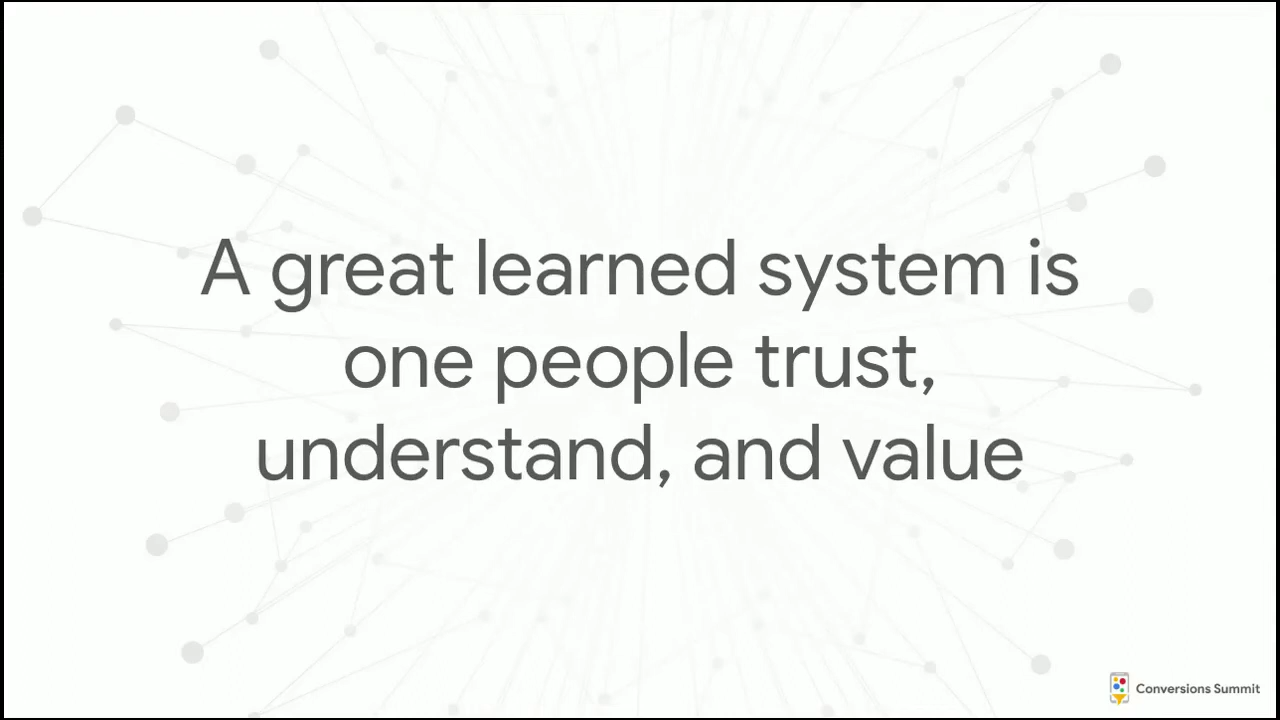 A great learned system is
one people trust,
understand, and value
Conversions Summit